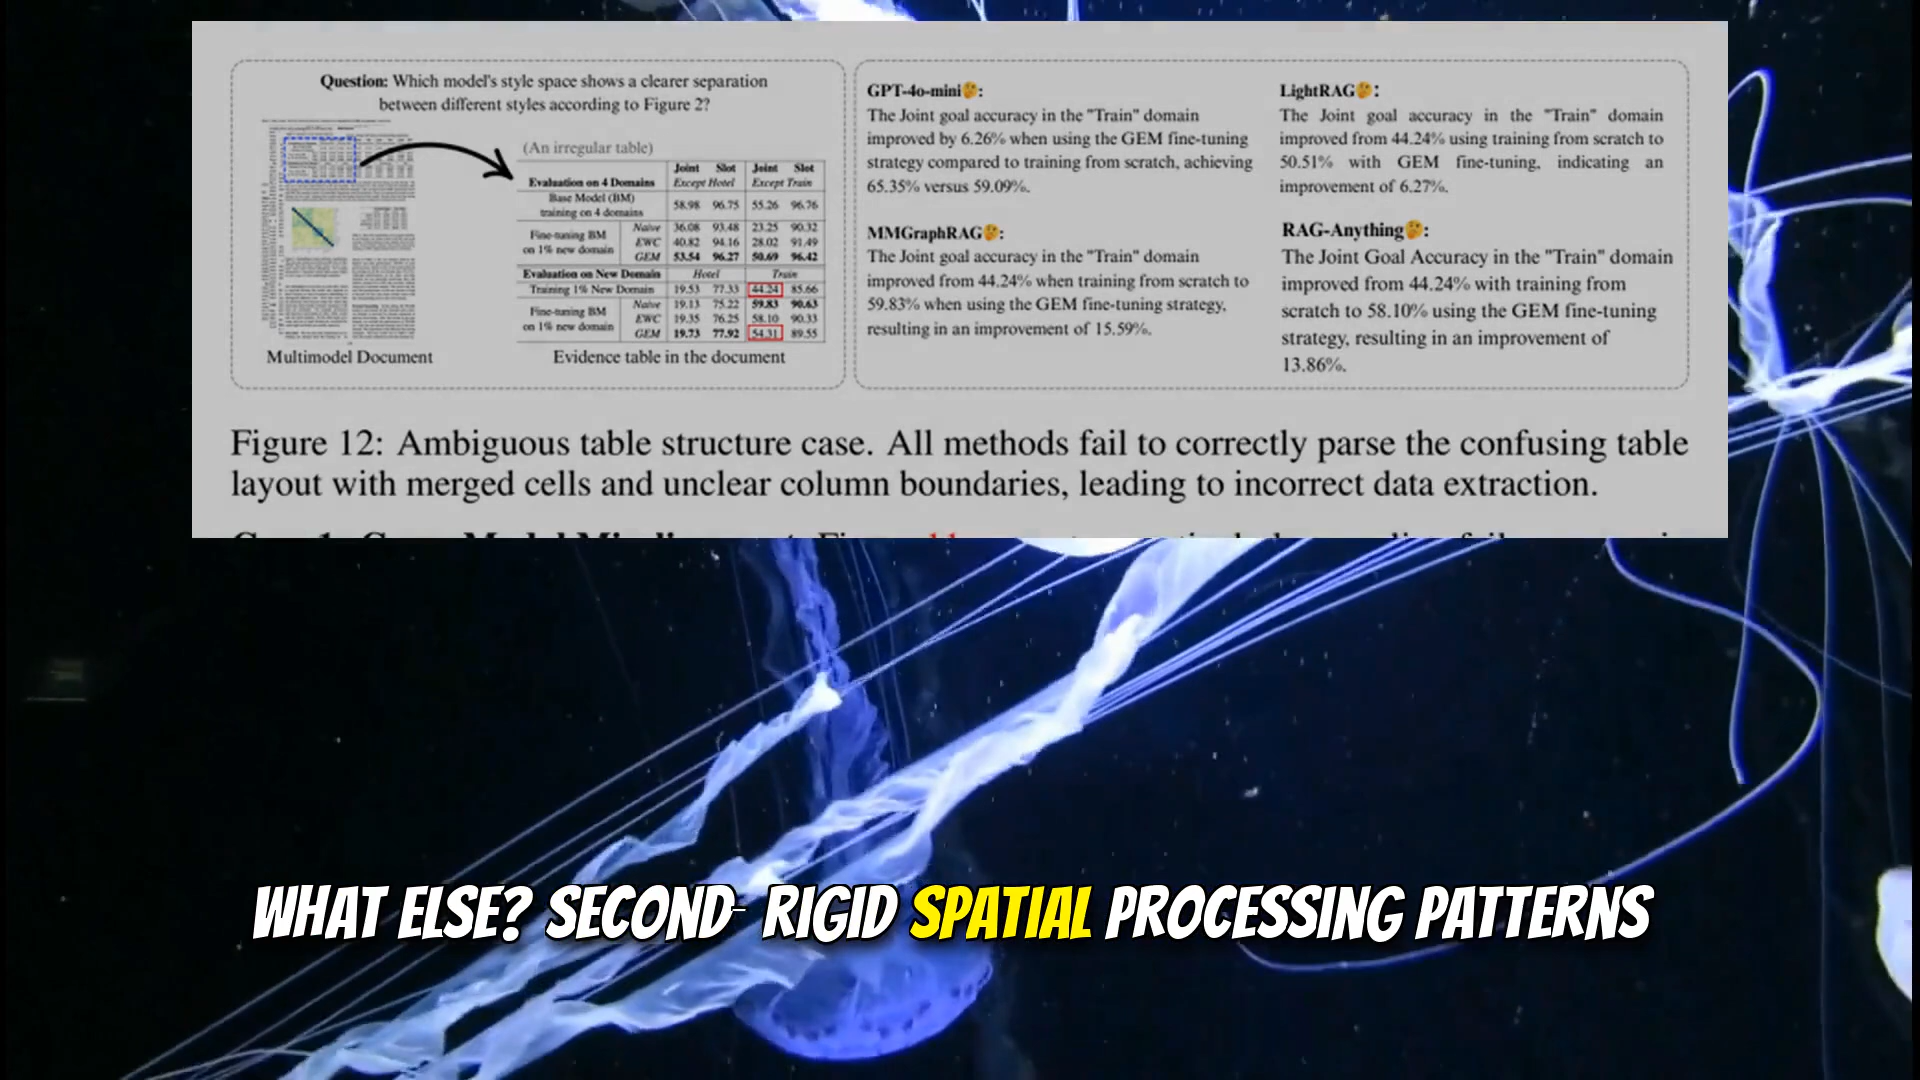 Question: Which model's style space shows a clearer separation
between different styles according to Figure 2?
(An irregular table)
Joint Slot Joint Slot
Evaluation on 4 Domains Except Hotel Except Train
Base Model (BM)
training on 4 domains 58.98 96.75 55.26 96.76
Fine-tuning BM
on 1% new domain
Naive 36.08 93.48 23.25 90.32
EWC 40.82 94.16 28.02 91.49
GEM 53.54 96.27 50.69 96.42
Evaluation on New Domain Hotel Train
Training 1% New Domain 19.53 77.33 44.24 85.66
Fine-tuning BM
on 1% new domain
Naive 19.13 75.22 59.83 90.63
EWC 19.35 76.25 58.10 90.33
GEM 19.73 77.92 54.31 89.55
Multimodel Document
Evidence table in the document
GPT-4o-mini🤔:
The Joint goal accuracy in the "Train" domain
improved by 6.26% when using the GEM fine-tuning
strategy compared to training from scratch, achieving
65.35% versus 59.09%.
MMGraphRAG🤔:
The Joint goal accuracy in the "Train" domain
improved from 44.24% when training from scratch to
59.83% when using the GEM fine-tuning strategy,
resulting in an improvement of 15.59%.
LightRAG🤔:
The Joint goal accuracy in the "Train" domain
improved from 44.24% using training from scratch to
50.51% with GEM fine-tuning, indicating an
improvement of 6.27%.
RAG-Anything🤔:
The Joint Goal Accuracy in the "Train" domain
improved from 44.24% with training from
scratch to 58.10% using the GEM fine-tuning
strategy, resulting in an improvement of
13.86%.
Figure 12: Ambiguous table structure case. All methods fail to correctly parse the confusing table
layout with merged cells and unclear column boundaries, leading to incorrect data extraction.
WHAT ELSE? SECOND- RIGID SPATIAL PROCESSING PATTERNS